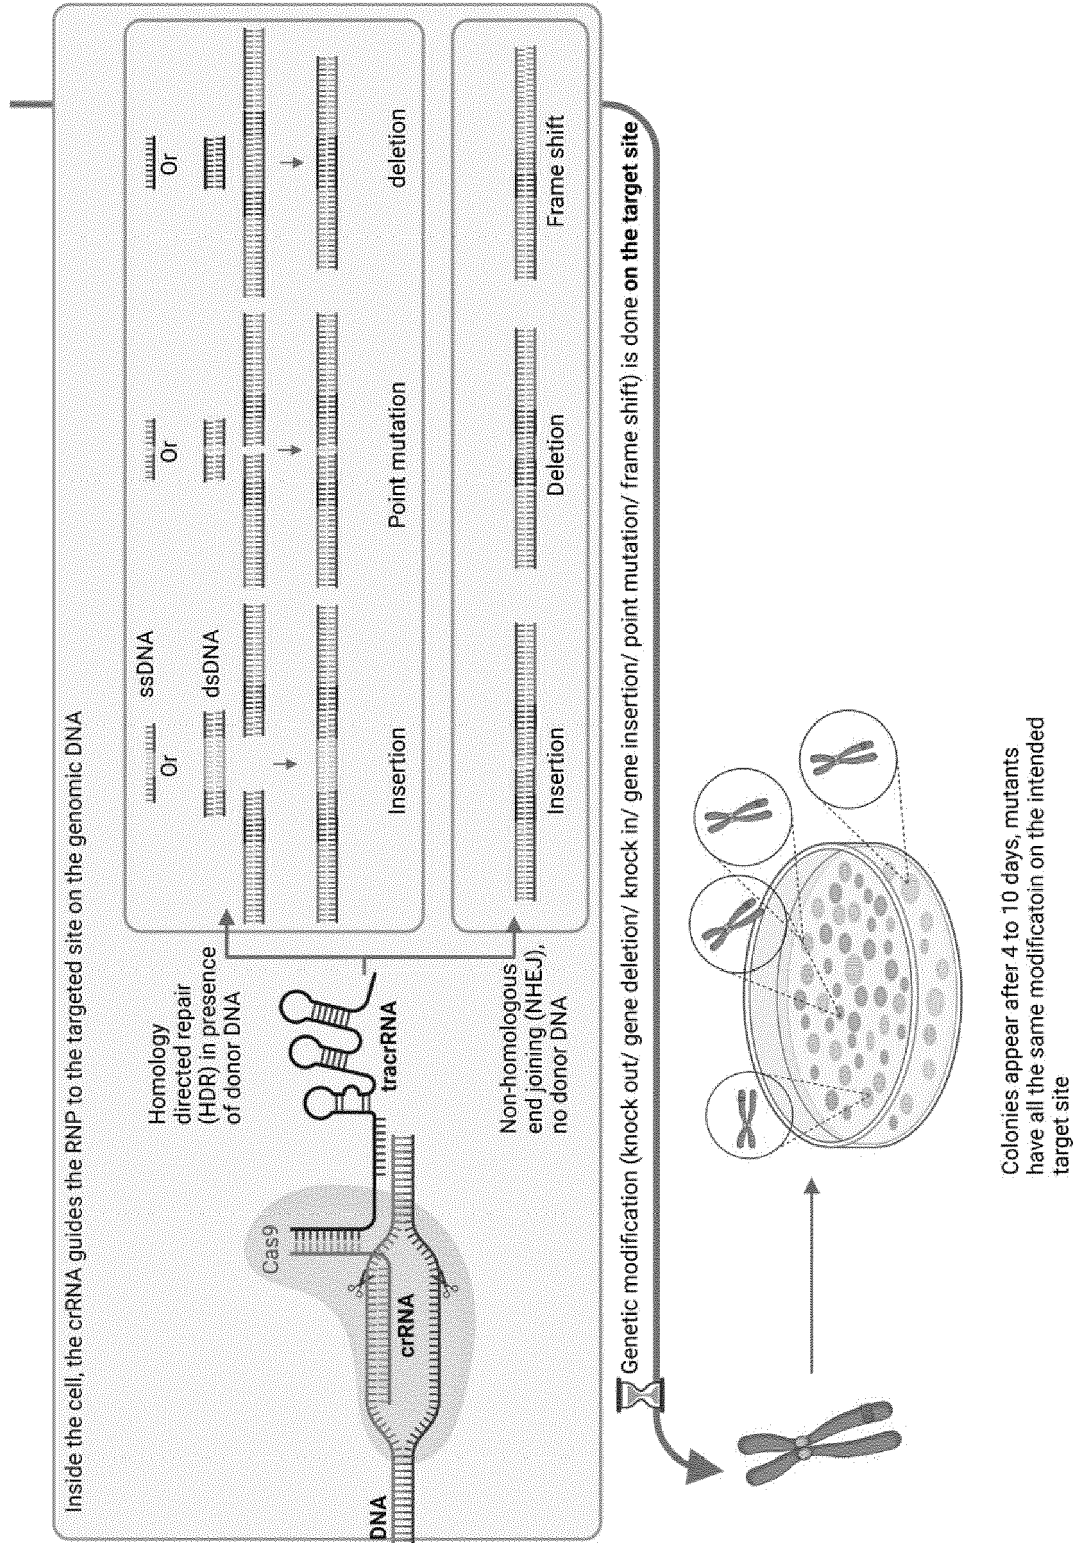 Inside the cell, the crRNA guides the RNP to the targeted site on the genomic DNA
Homology
directed repair
(HDR) in presence
of donor DNA
ssDNA
Or
dsDNA
Or
Or
Insertion
Point mutation
deletion
Cas9
DNA
crRNA
tracrRNA
Non-homologous
end joining (NHEJ),
no donor DNA
Insertion
Deletion
Frame shift
Genetic modification (knock out/ gene deletion/ knock in/ gene insertion/ point mutation/ frame shift) is done on the target site
Colonies appear after 4 to 10 days, mutants
have all the same modificatoin on the intended
target site